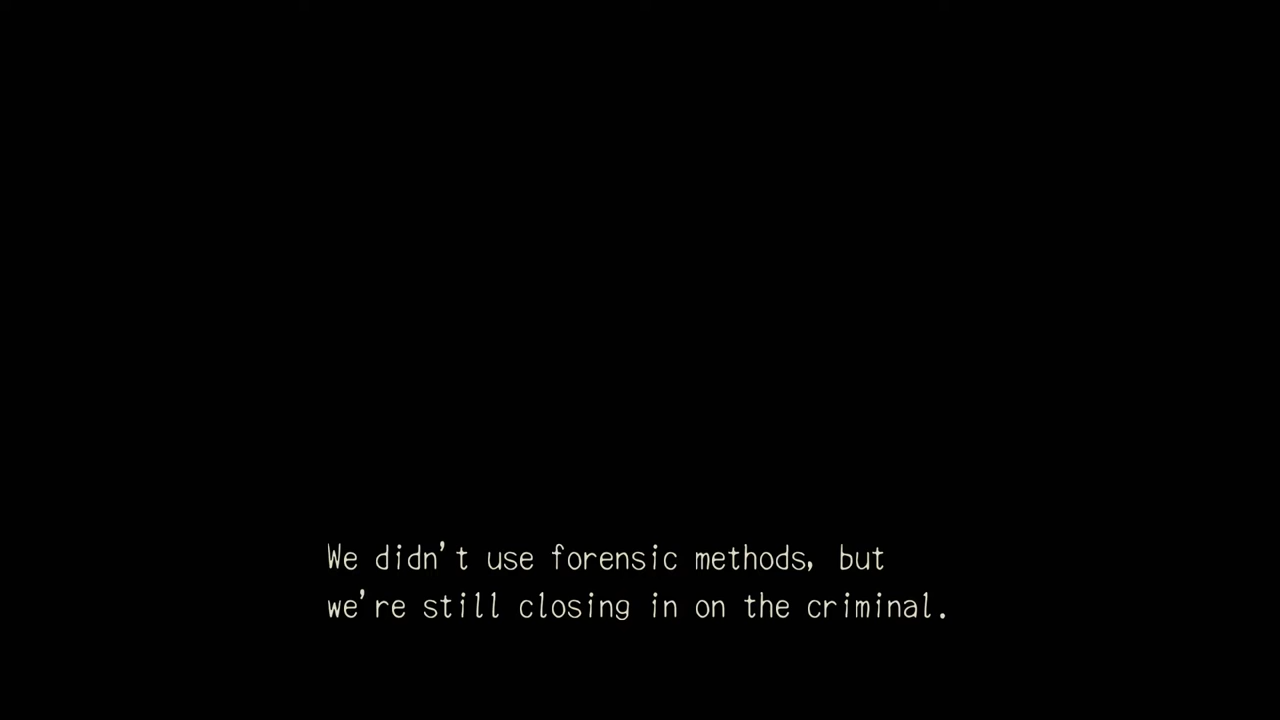 We didn't use forensic methods, but
we're still closing in on the criminal.